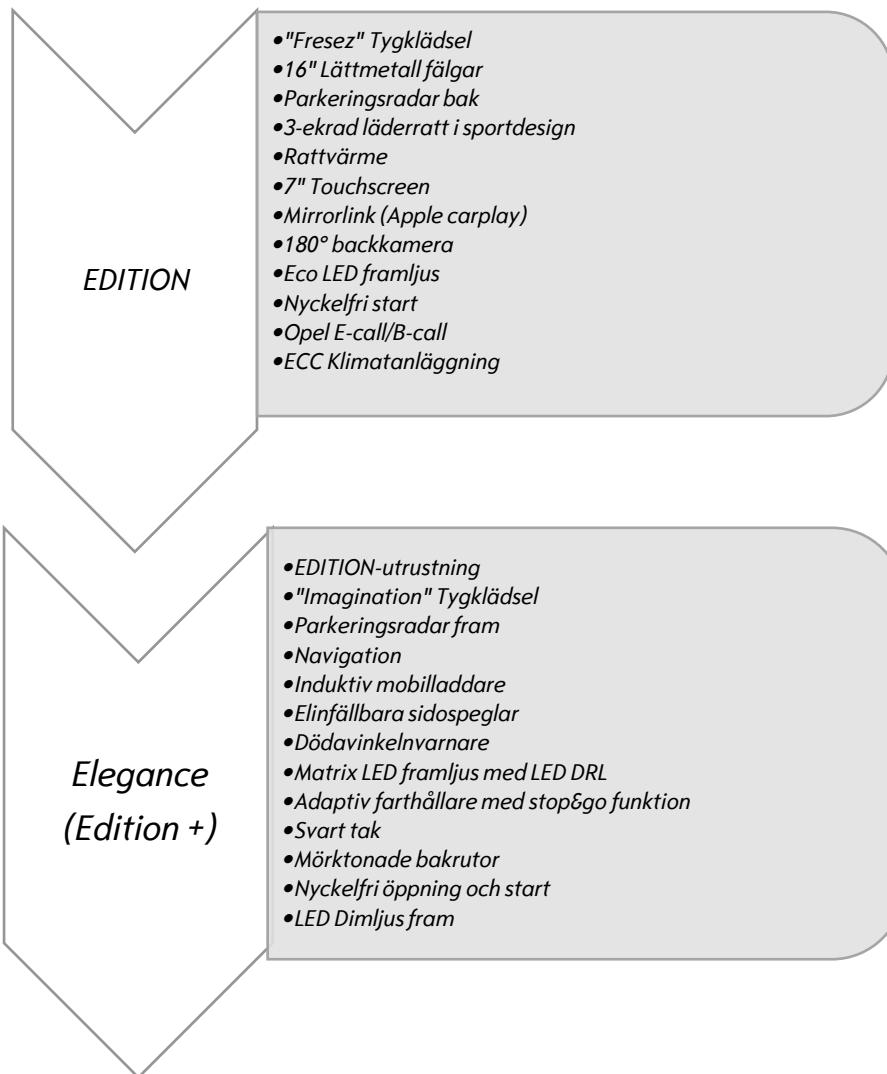 EDITION
•"Fresez" Tygklädsel
•16" Lättmetall fälgar
•Parkeringsradar bak
•3-ekrad läderratt i sportdesign
•Rattvärme
•7" Touchscreen
•Mirrorlink (Apple carplay)
•180° backkamera
•Eco LED framljus
•Nyckelfri start
•Opel E-call/B-call
•ECC Klimatanläggning
Elegance
(Edition +)
•EDITION-utrustning
•"Imagination" Tygklädsel
•Parkeringsradar fram
•Navigation
•Induktiv mobilladdare
•Elinfällbara sidospeglar
•Dödavinkelnvarnare
•Matrix LED framljus med LED DRL
•Adaptiv farthållare med stop&go funktion
•Svart tak
•Mörktonade bakrutor
•Nyckelfri öppning och start
•LED Dimljus fram